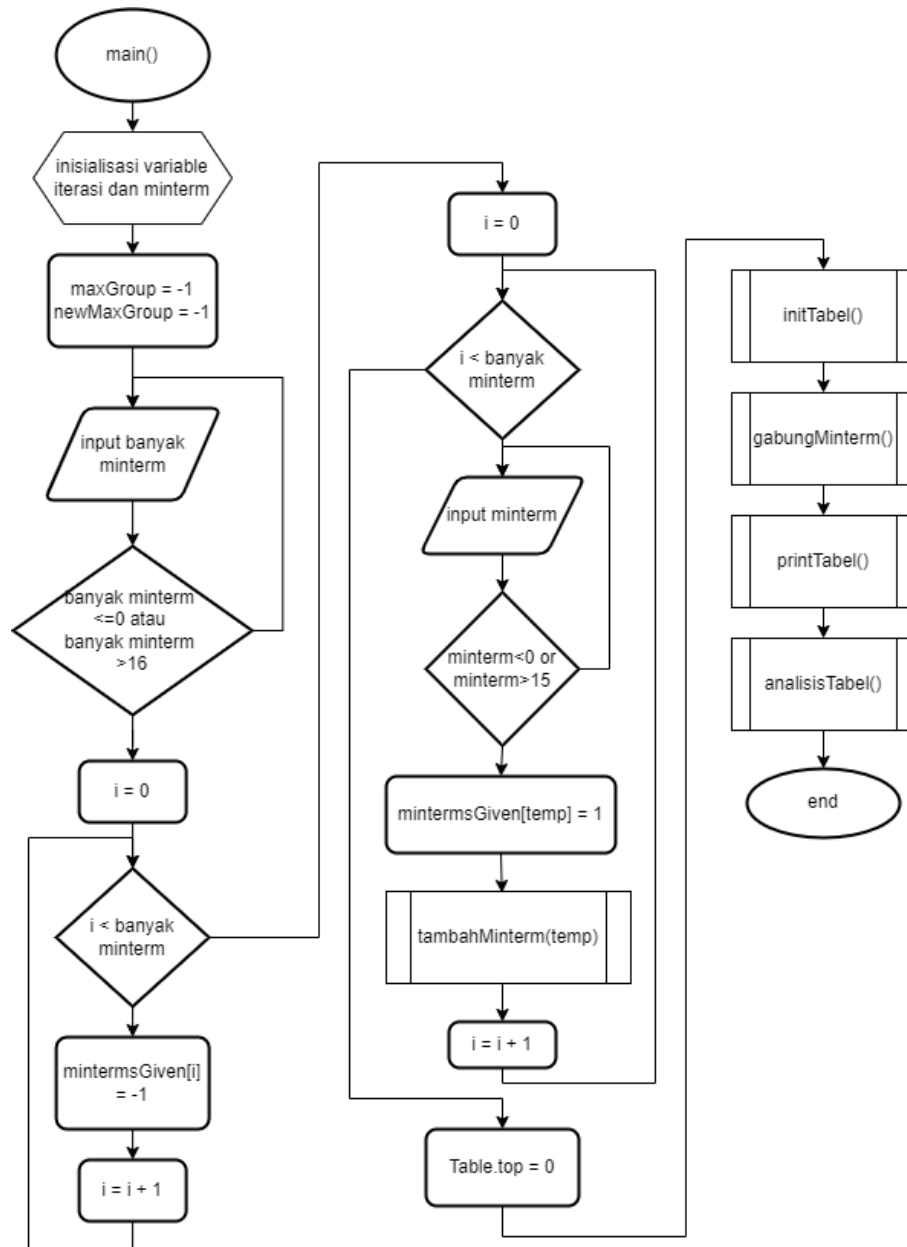 main()
inisialisasi variable
iterasi dan minterm
maxGroup = -1
newMaxGroup = -1
input banyak
minterm
banyak minterm
<=0 atau
banyak minterm
>16
i = 0
i < banyak
minterm
mintermsGiven[i]
= -1
i = i + 1
i = 0
i < banyak
minterm
input minterm
minterm<0 or
minterm>15
mintermsGiven[temp] = 1
tambahMinterm(temp)
i = i + 1
Table.top = 0
initTabel()
gabungMinterm()
printTabel()
analisisTabel()
end